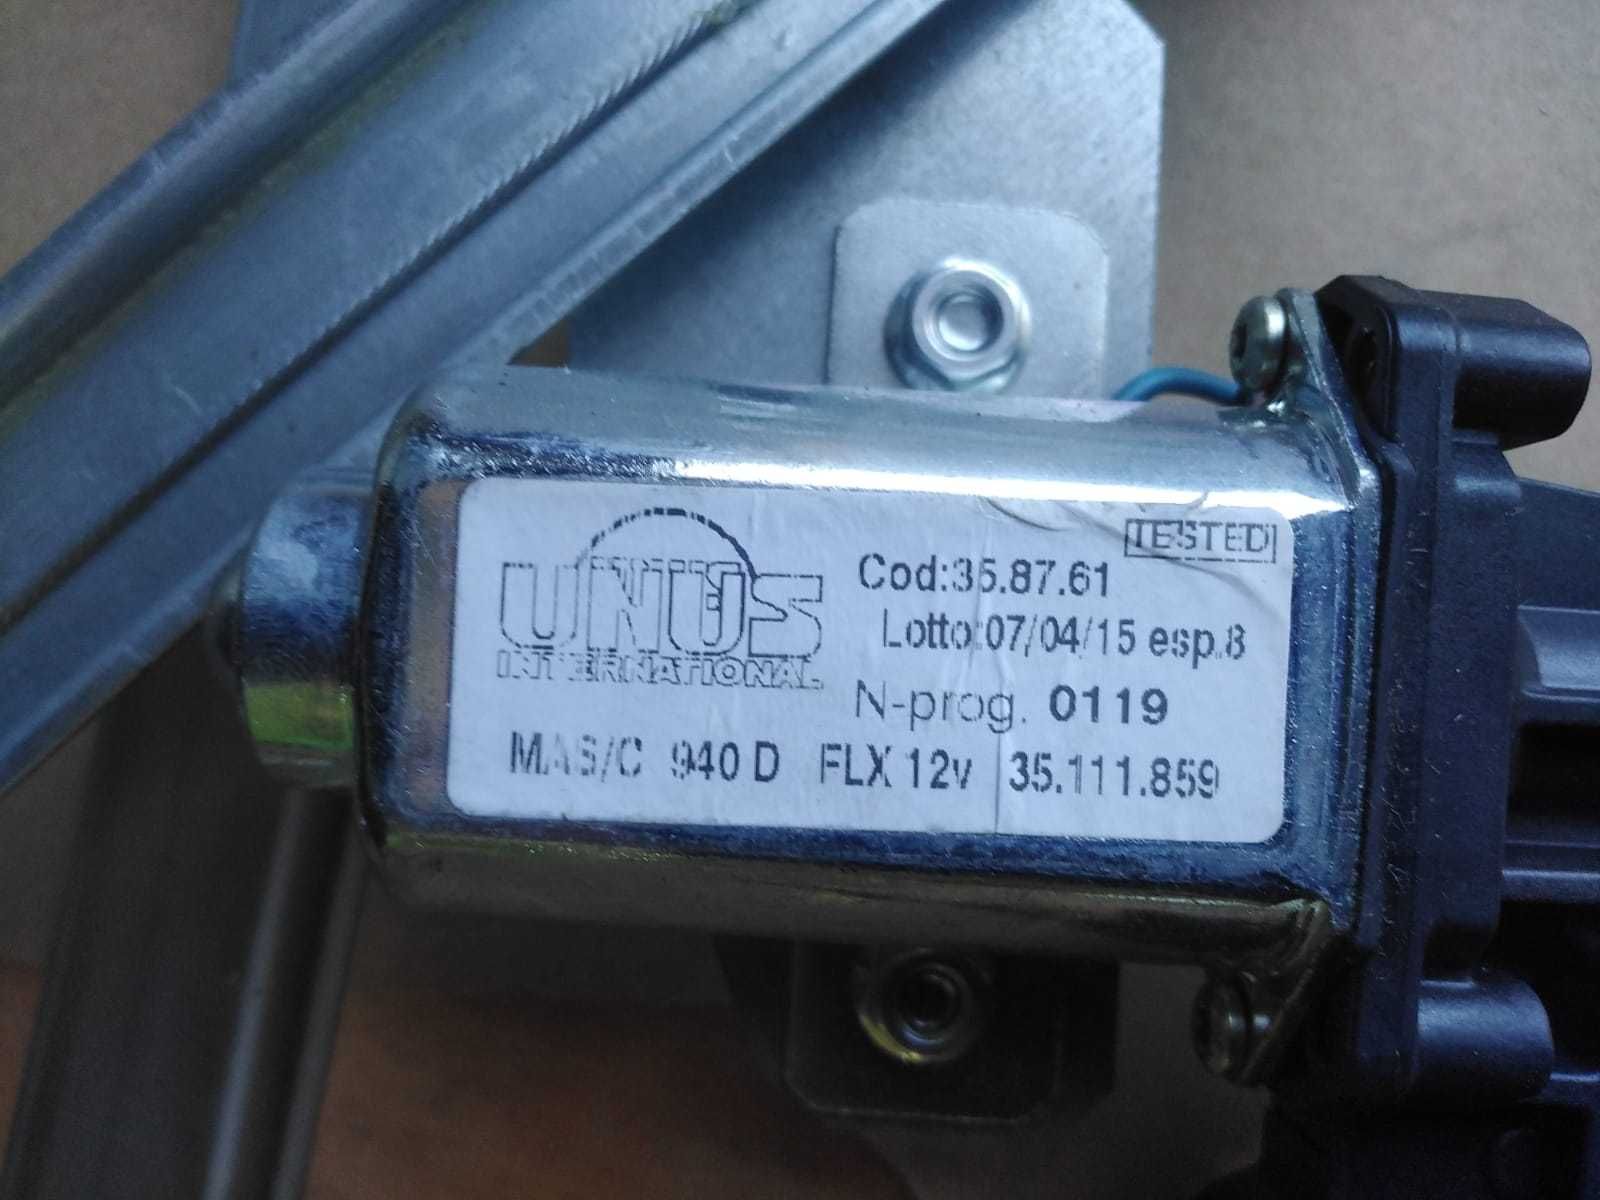 UNUS
INTERNATIONAL
TESTED
Cod:35.87.61
Lotto:07/04/15 esp.8
N-prog. 0119
MAS/C 940 D FLX 12v 35.111.859